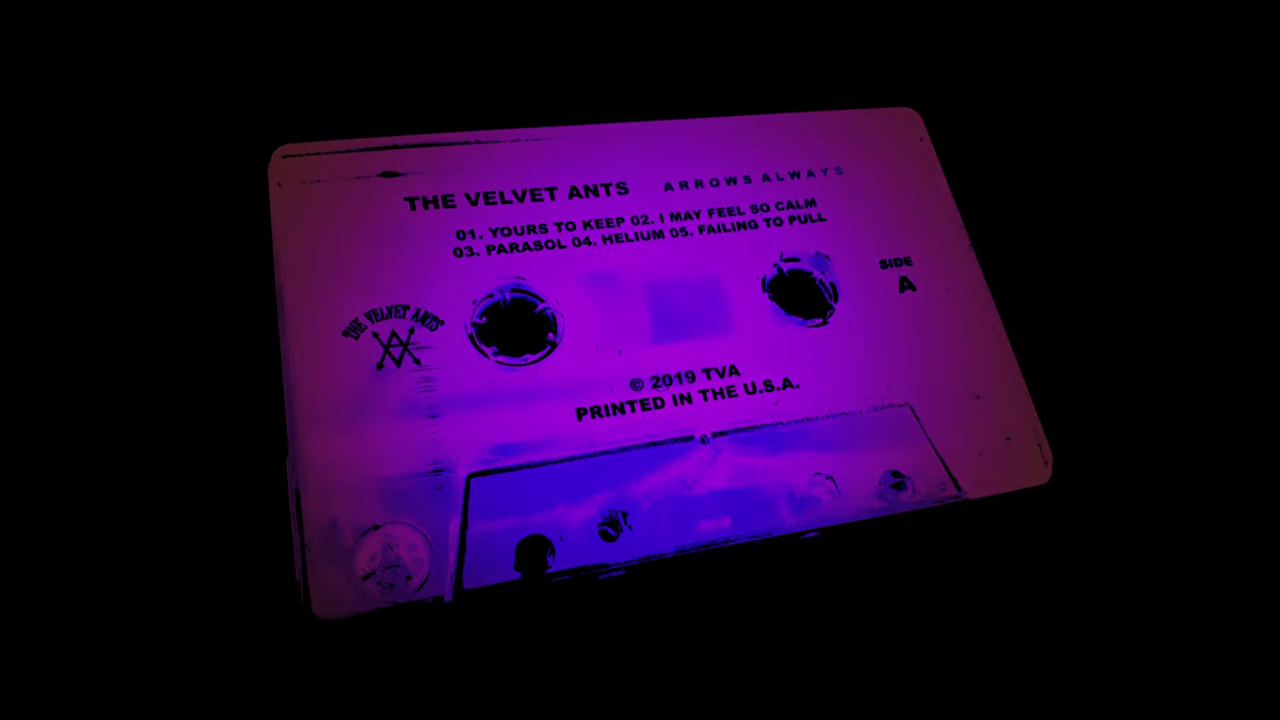 THE VELVET ANTS ARROWS ALWAYS
01. YOURS TO KEEP 02. I MAY FEEL SO CALM
03. PARASOL 04. HELIUM 05. FAILING TO PULL
SIDE
A
THE VELVET ANTS
© 2019 TVA
PRINTED IN THE U.S.A.